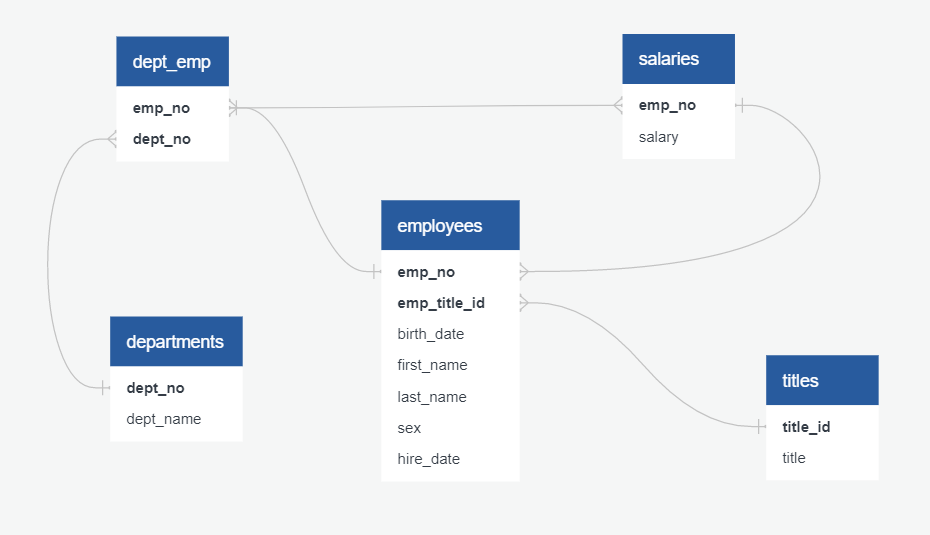 dept_emp
emp_no
dept_no
salaries
emp_no
salary
employees
emp_no
emp_title_id
birth_date
first_name
last_name
sex
hire_date
departments
dept_no
dept_name
titles
title_id
title